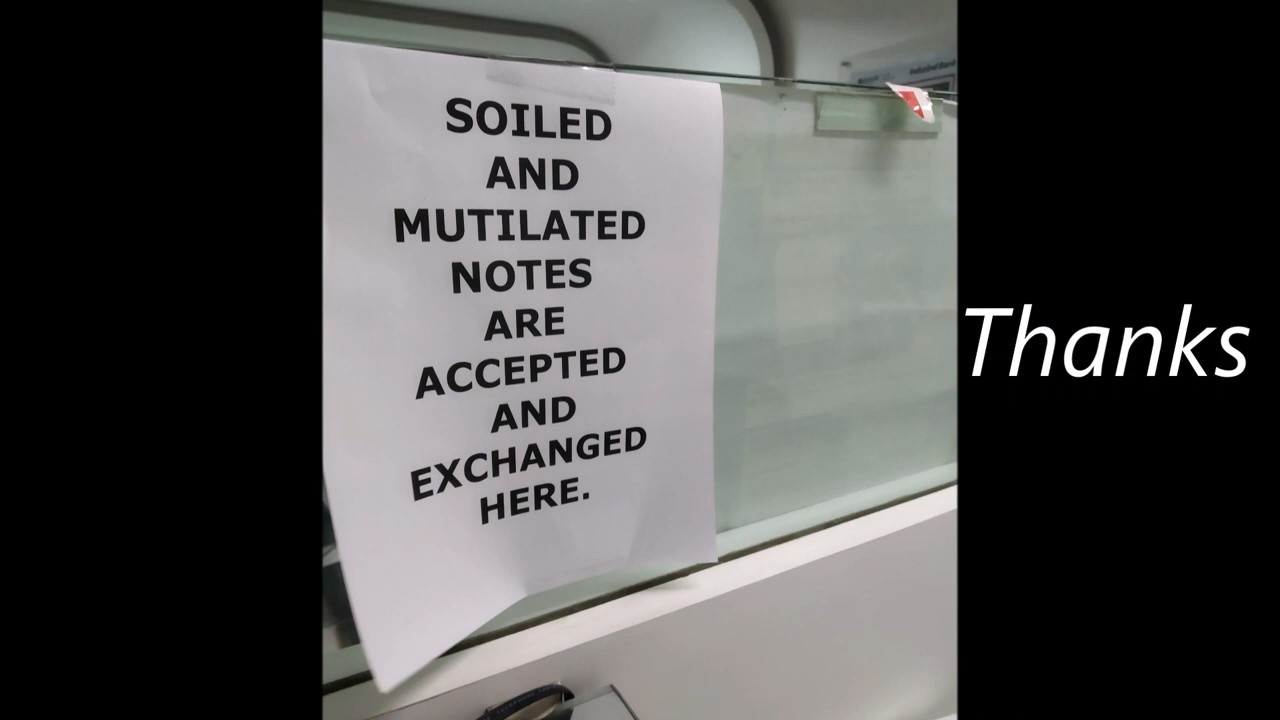 SOILED
AND
MUTILATED
NOTES
ARE
ACCEPTED
AND
EXCHANGED
HERE.
Thanks